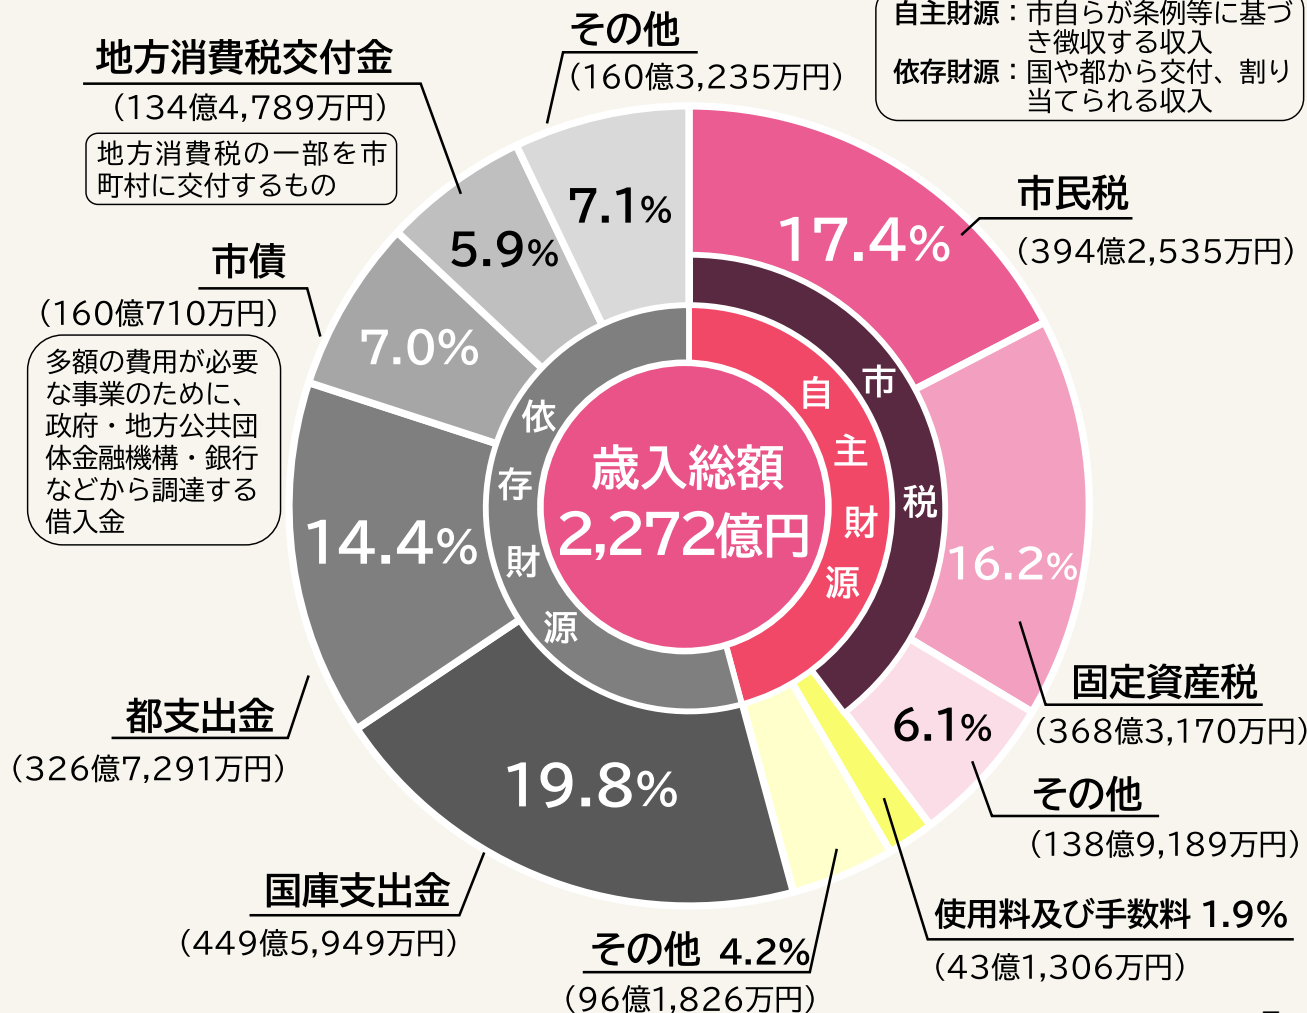 自主財源：市自らが条例等に基づ
き徴収する収入
依存財源：国や都から交付、割り
当てられる収入
その他
（160億3,235万円）
地方消費税交付金
（134億4,789万円）
地方消費税の一部を市
町村に交付するもの
市債
（160億710万円）
多額の費用が必要
な事業のために、
政府・地方公共団
体金融機構・銀行
などから調達する
借入金
市民税
（394億2,535万円）
7.1%
17.4%
5.9%
7.0%
14.4%
16.2%
6.1%
19.8%
依存財源
自主財源
市税
歳入総額
2,272億円
都支出金
（326億7,291万円）
国庫支出金
（449億5,949万円）
固定資産税
（368億3,170万円）
その他
（138億9,189万円）
使用料及び手数料 1.9%
（43億1,306万円）
その他 4.2%
（96億1,826万円）